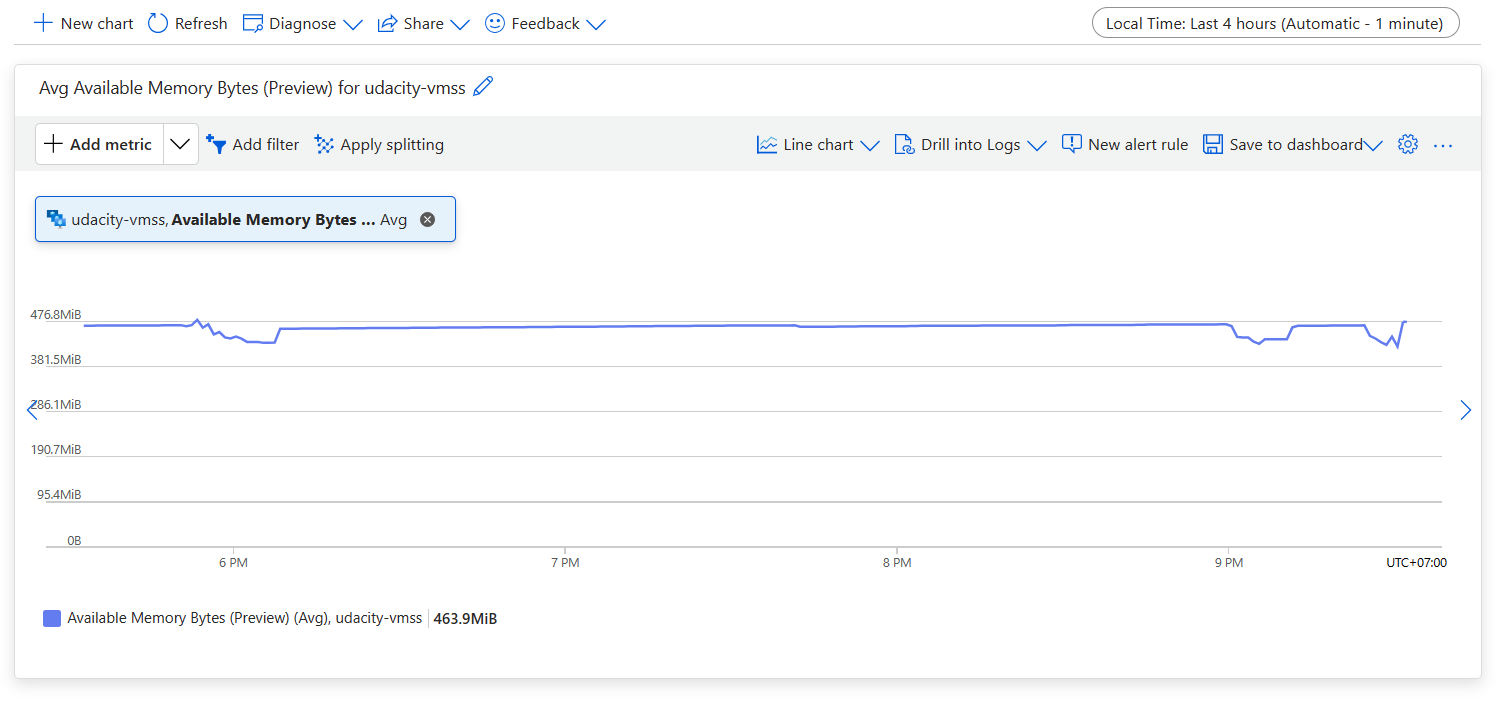 New chart Refresh Diagnose Share Feedback Local Time: Last 4 hours (Automatic - 1 minute)
Avg Available Memory Bytes (Preview) for udacity-vmss
Add metric Add filter Apply splitting Line chart Drill into Logs New alert rule Save to dashboard ...
udacity-vmss, Available Memory Bytes ... Avg
476.8MiB
381.5MiB
286.1MiB
190.7MiB
95.4MiB
0B
6 PM 7 PM 8 PM 9 PM UTC+07:00
Available Memory Bytes (Preview) (Avg), udacity-vmss 463.9MiB